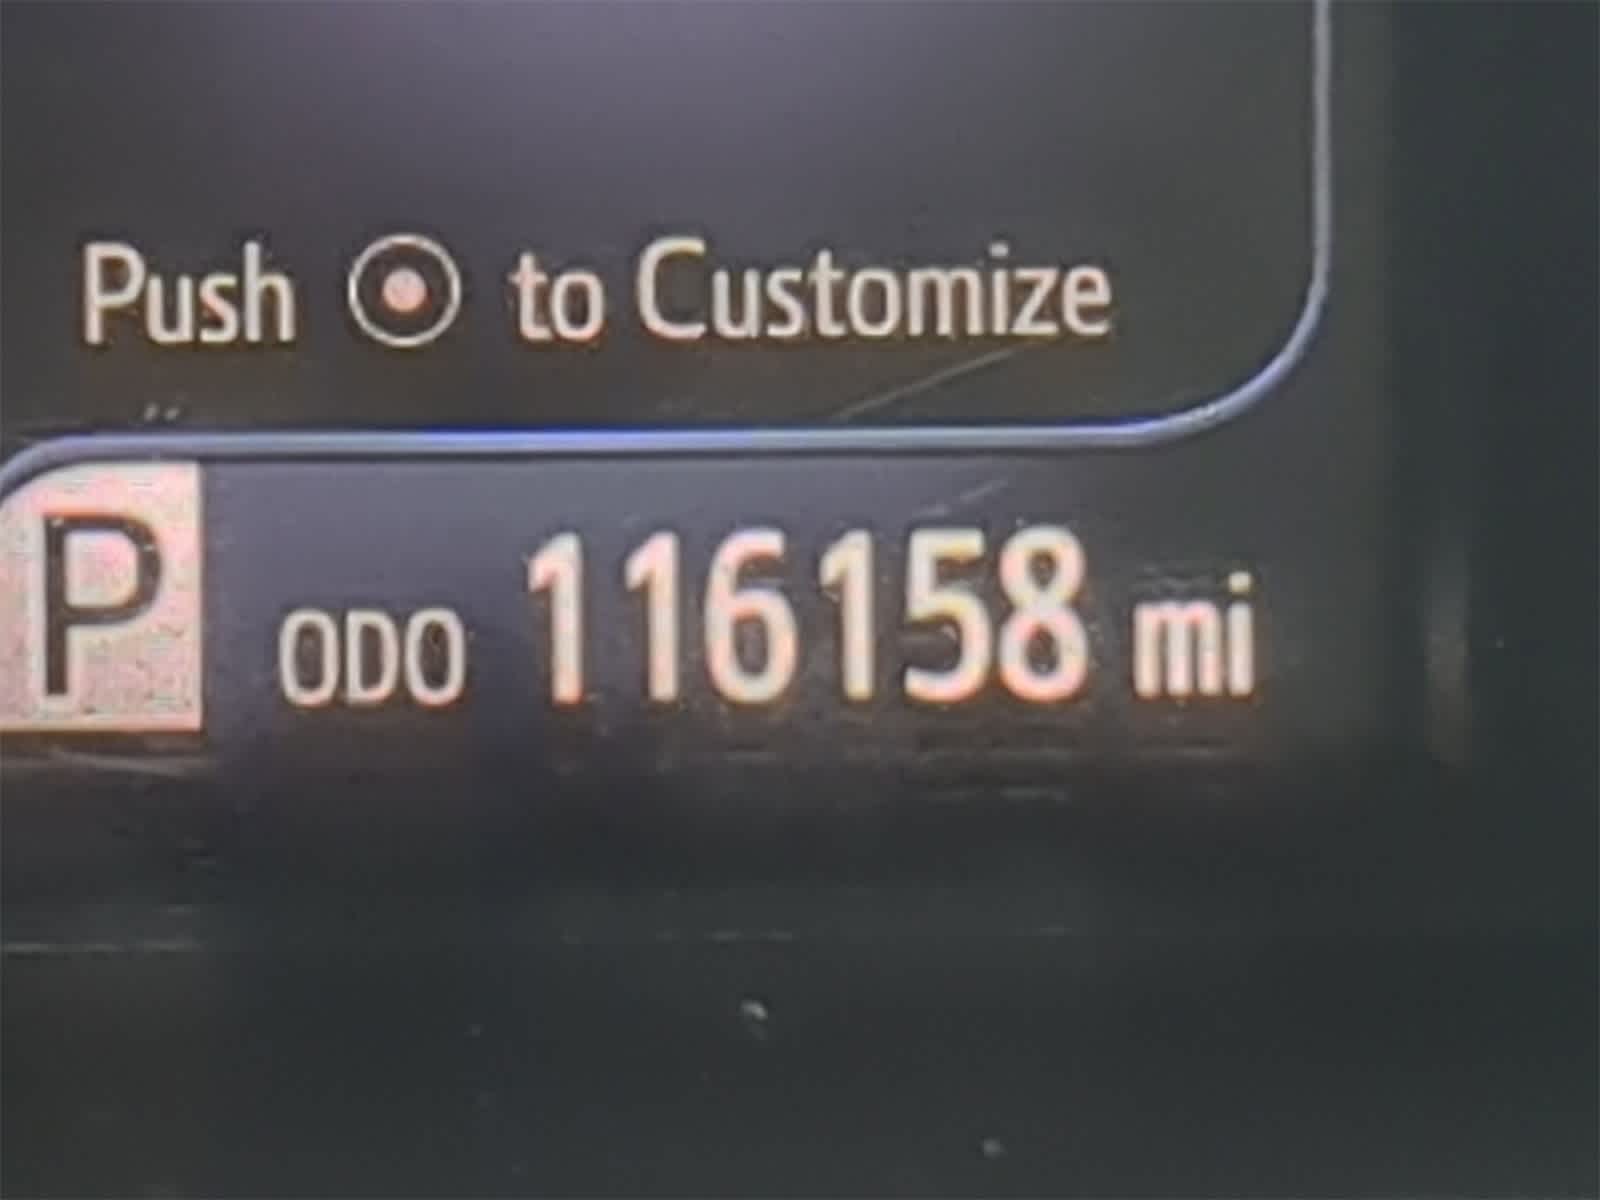 Push to Customize
P ODO 116158 mi